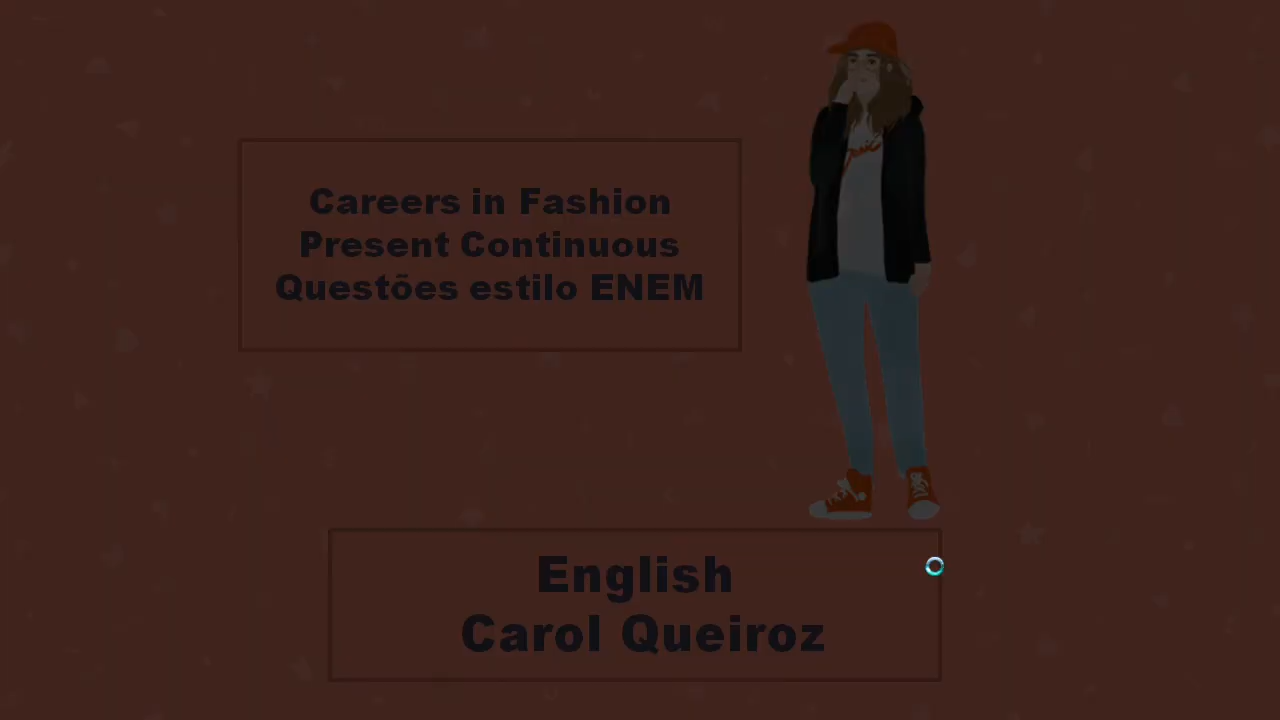 Careers in Fashion
Present Continuous
Questões estilo ENEM
English
Carol Queiroz